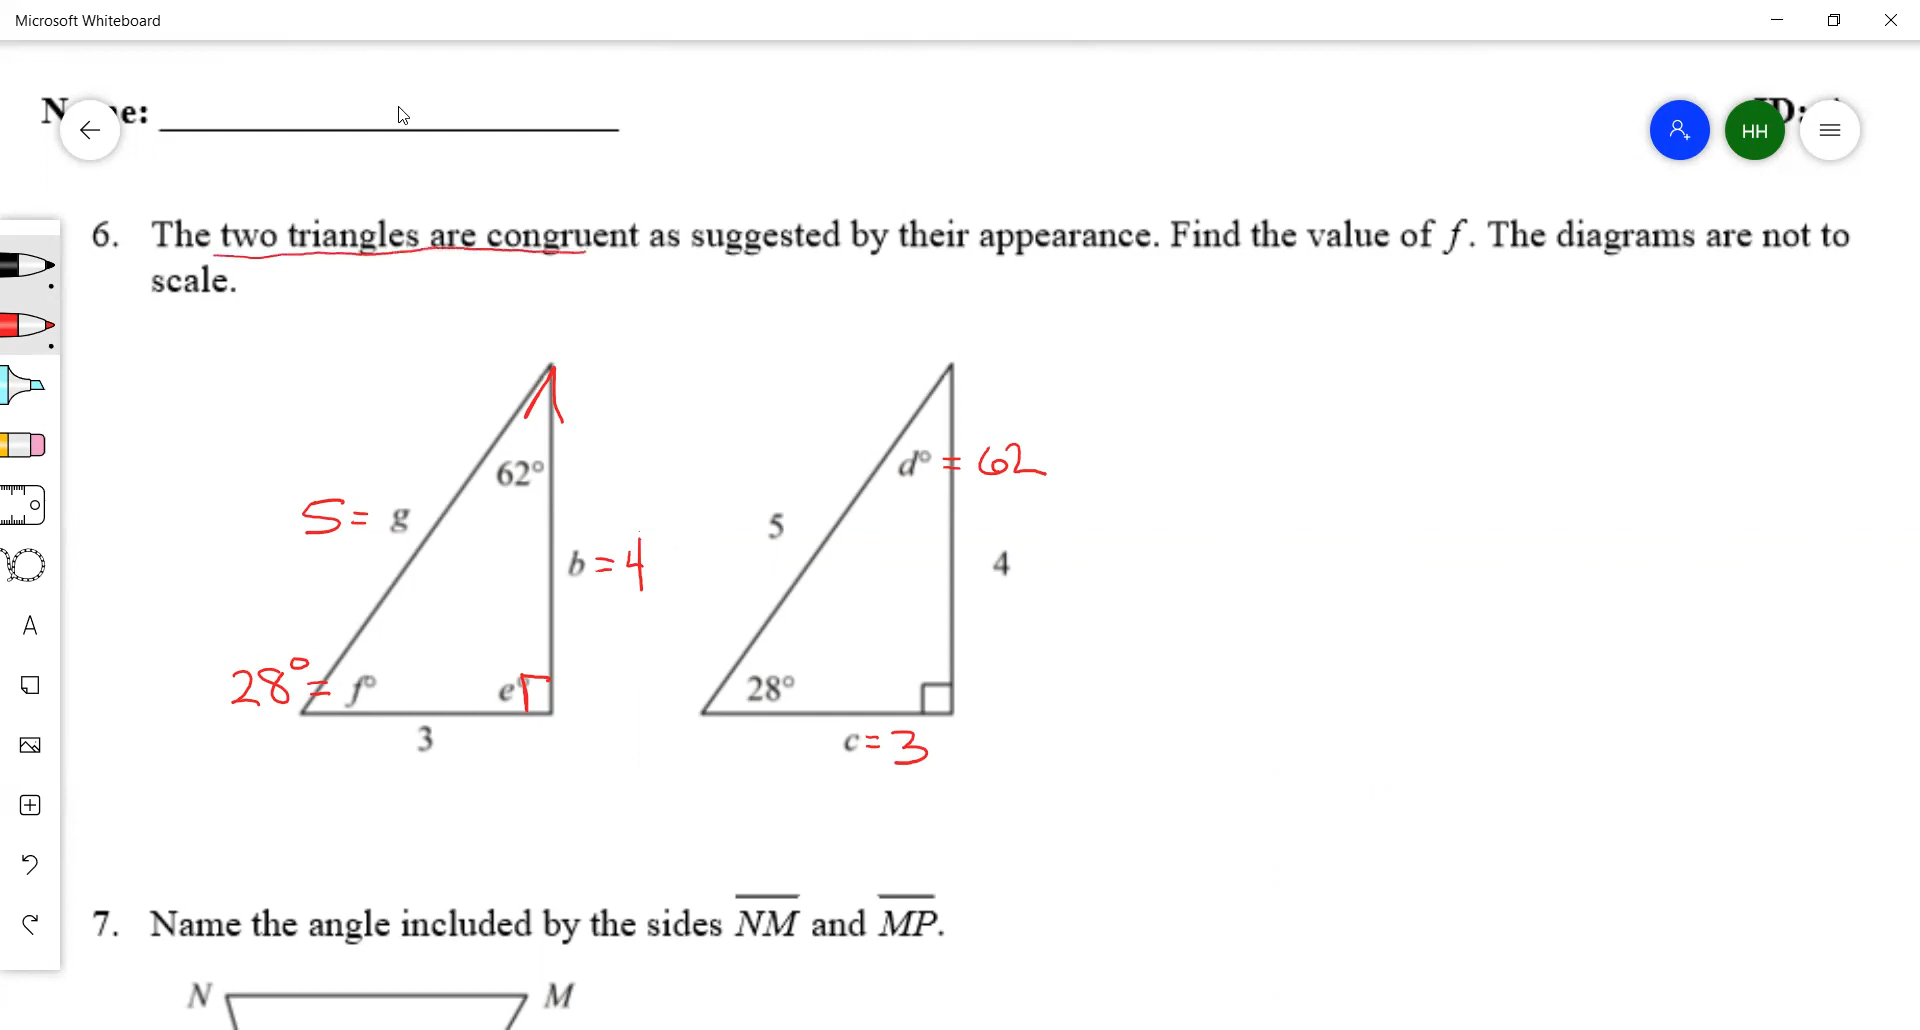 Microsoft Whiteboard
HH
6. The two triangles are congruent as suggested by their appearance. Find the value of f. The diagrams are not to
scale.
62°
d° = 62
5 = g
5
b = 4
4
28° = f°
e°
28°
3
c = 3
7. Name the angle included by the sides NM and MP.
N
M